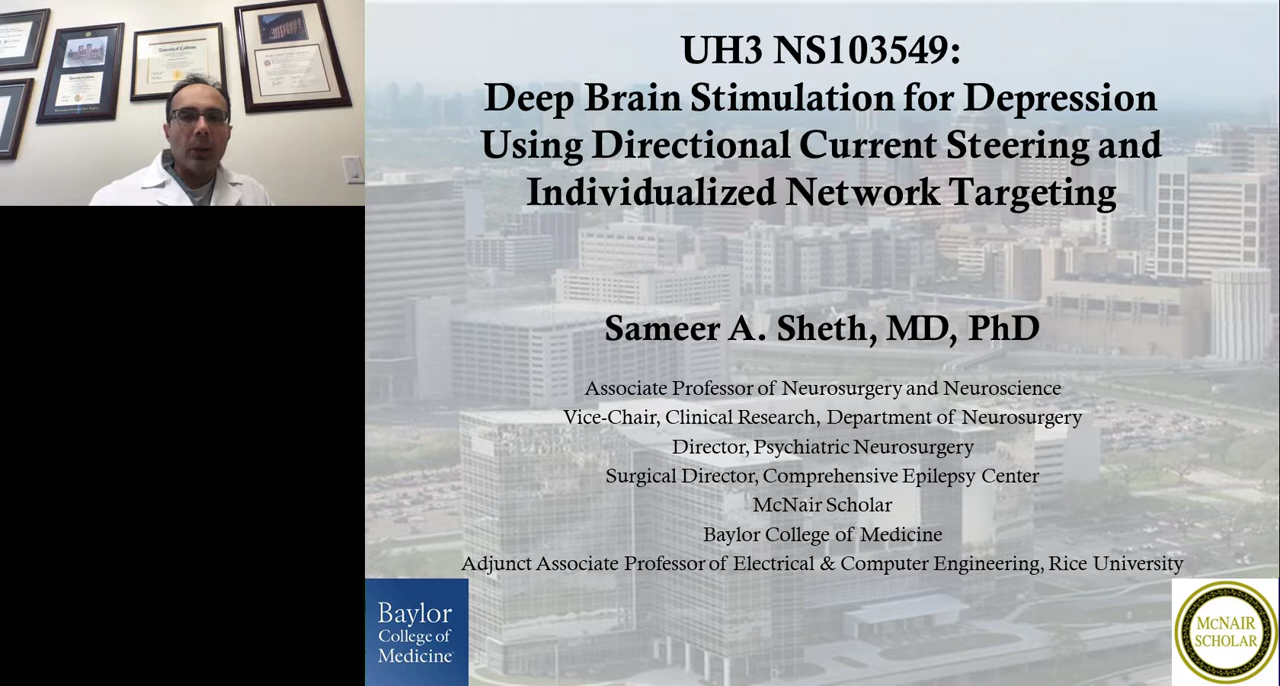 University of California
UH3 NS103549:
Deep Brain Stimulation for Depression
Using Directional Current Steering and
Individualized Network Targeting
Sameer A. Sheth, MD, PhD
Associate Professor of Neurosurgery and Neuroscience
Vice-Chair, Clinical Research, Department of Neurosurgery
Director, Psychiatric Neurosurgery
Surgical Director, Comprehensive Epilepsy Center
McNair Scholar
Baylor College of Medicine
Adjunct Associate Professor of Electrical & Computer Engineering, Rice University
Baylor
College of
Medicine
MCNAIR
SCHOLAR